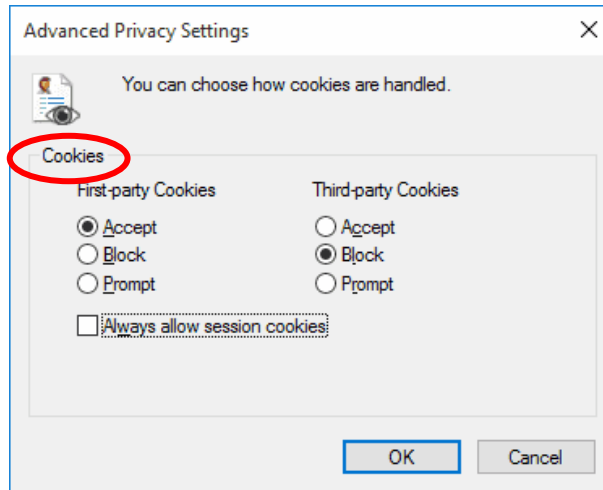 Advanced Privacy Settings
You can choose how cookies are handled.
Cookies
First-party Cookies Third-party Cookies
Accept Accept
Block Block
Prompt Prompt
Always allow session cookies
OK Cancel